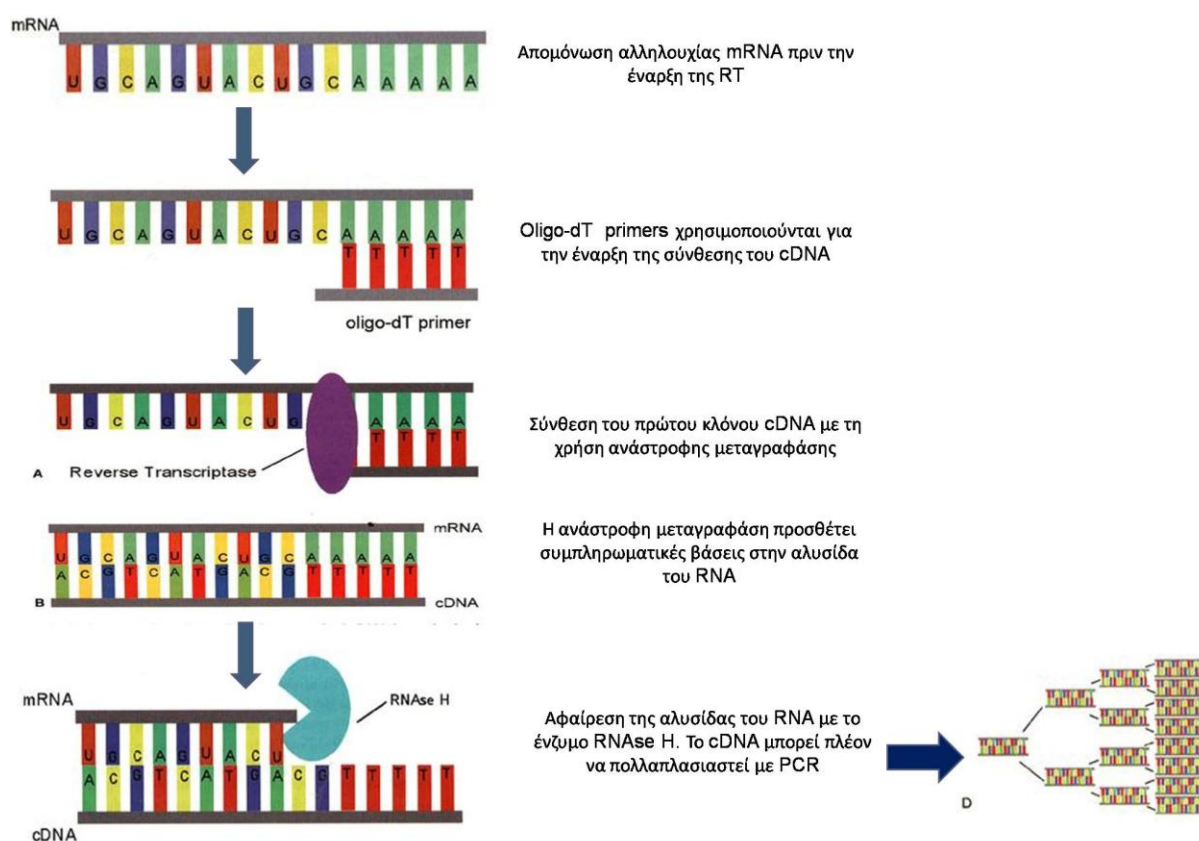 mRNA
U G C A G U A C U G C A A A A A
Απομόνωση αλληλουχίας mRNA πριν την
έναρξη της RT
U G C A G U A C U G C A A A A A
T T T T T
oligo-dT primer
Oligo-dT primers χρησιμοποιούνται για
την έναρξη της σύνθεσης του cDNA
U G C A G U A C U G A A A A
T T T T
A Reverse Transcriptase
Σύνθεση του πρώτου κλόνου cDNA με τη
χρήση ανάστροφης μεταγραφάσης
mRNA
U G C A G U A C U G C A A A A A
A C G T C A T G A C G T T T T T
B cDNA
Η ανάστροφη μεταγραφάση προσθέτει
συμπληρωματικές βάσεις στην αλυσίδα
του RNA
mRNA
RNAse H
U G C A G U A C U
A C G T C A T G A C G T T T T T
cDNA
Αφαίρεση της αλυσίδας του RNA με το
ένζυμο RNAse H. Το cDNA μπορεί πλέον
να πολλαπλασιαστεί με PCR
D